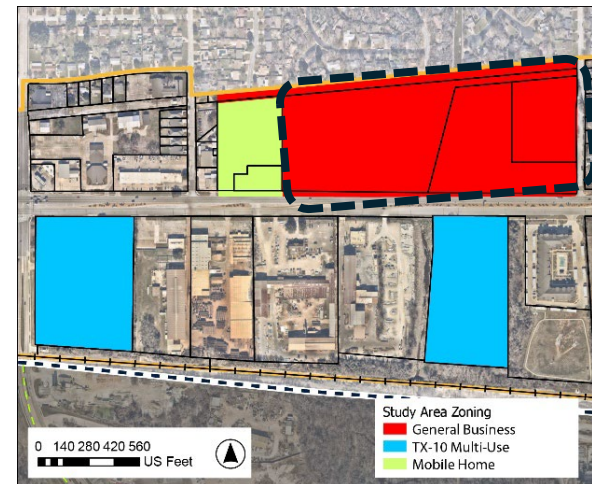 Study Area Zoning
General Business
TX-10 Multi-Use
Mobile Home
0 140 280 420 560
US Feet